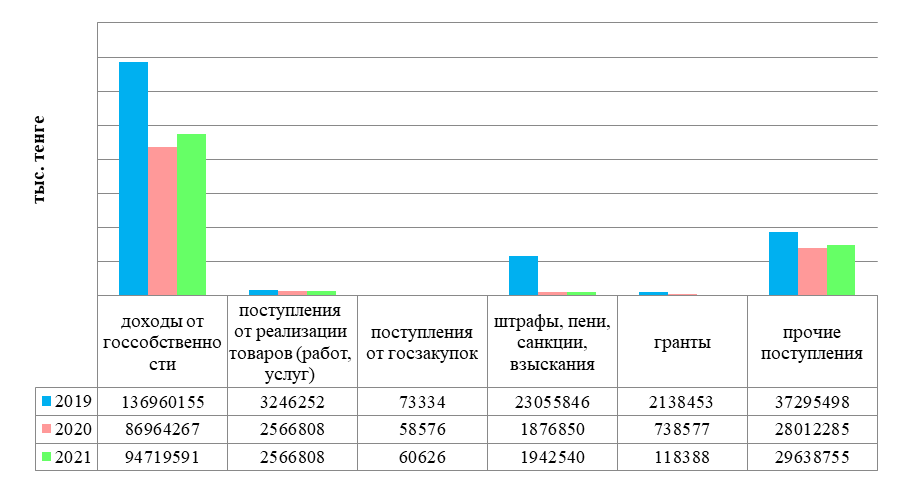 тыс. тенге
доходы от
госсобственно
сти
поступления
от реализации
товаров (работ,
услуг)
поступления
от госзакупок
штрафы, пени,
санкции,
взыскания
гранты
прочие
поступления
2019 136960155 3246252 73334 23055846 2138453 37295498
2020 86964267 2566808 58576 1876850 738577 28012285
2021 94719591 2566808 60626 1942540 118388 29638755